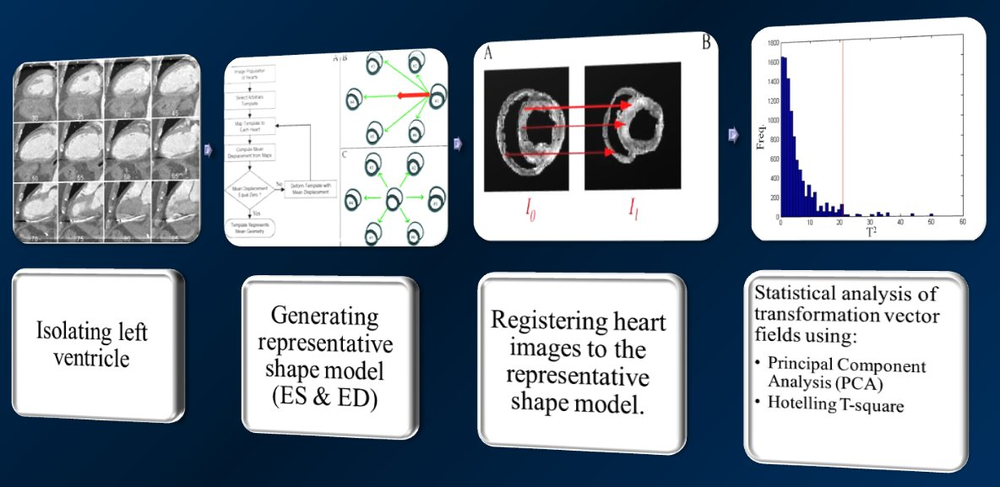 30
35
40
45
50
55
60
65
70
75
80
Image Population
of Hearts
Select Arbitrary
Template
Map Template to
Each Heart
Compute Mean
Displacement from Maps
Mean Displacement
Equal Zero ?
No
Deform Template with
Mean Displacement
Yes
Template Represents
Mean Geometry
A
B
C
A
B
I0
I1
Freq.
1800
1600
1400
1200
1000
800
600
400
200
0
0 10 20 30 40 50 60
T²
Isolating left
ventricle
Generating
representative
shape model
(ES & ED)
Registering heart
images to the
representative
shape model.
Statistical analysis of
transformation vector
fields using:
• Principal Component
Analysis (PCA)
• Hotelling T-square